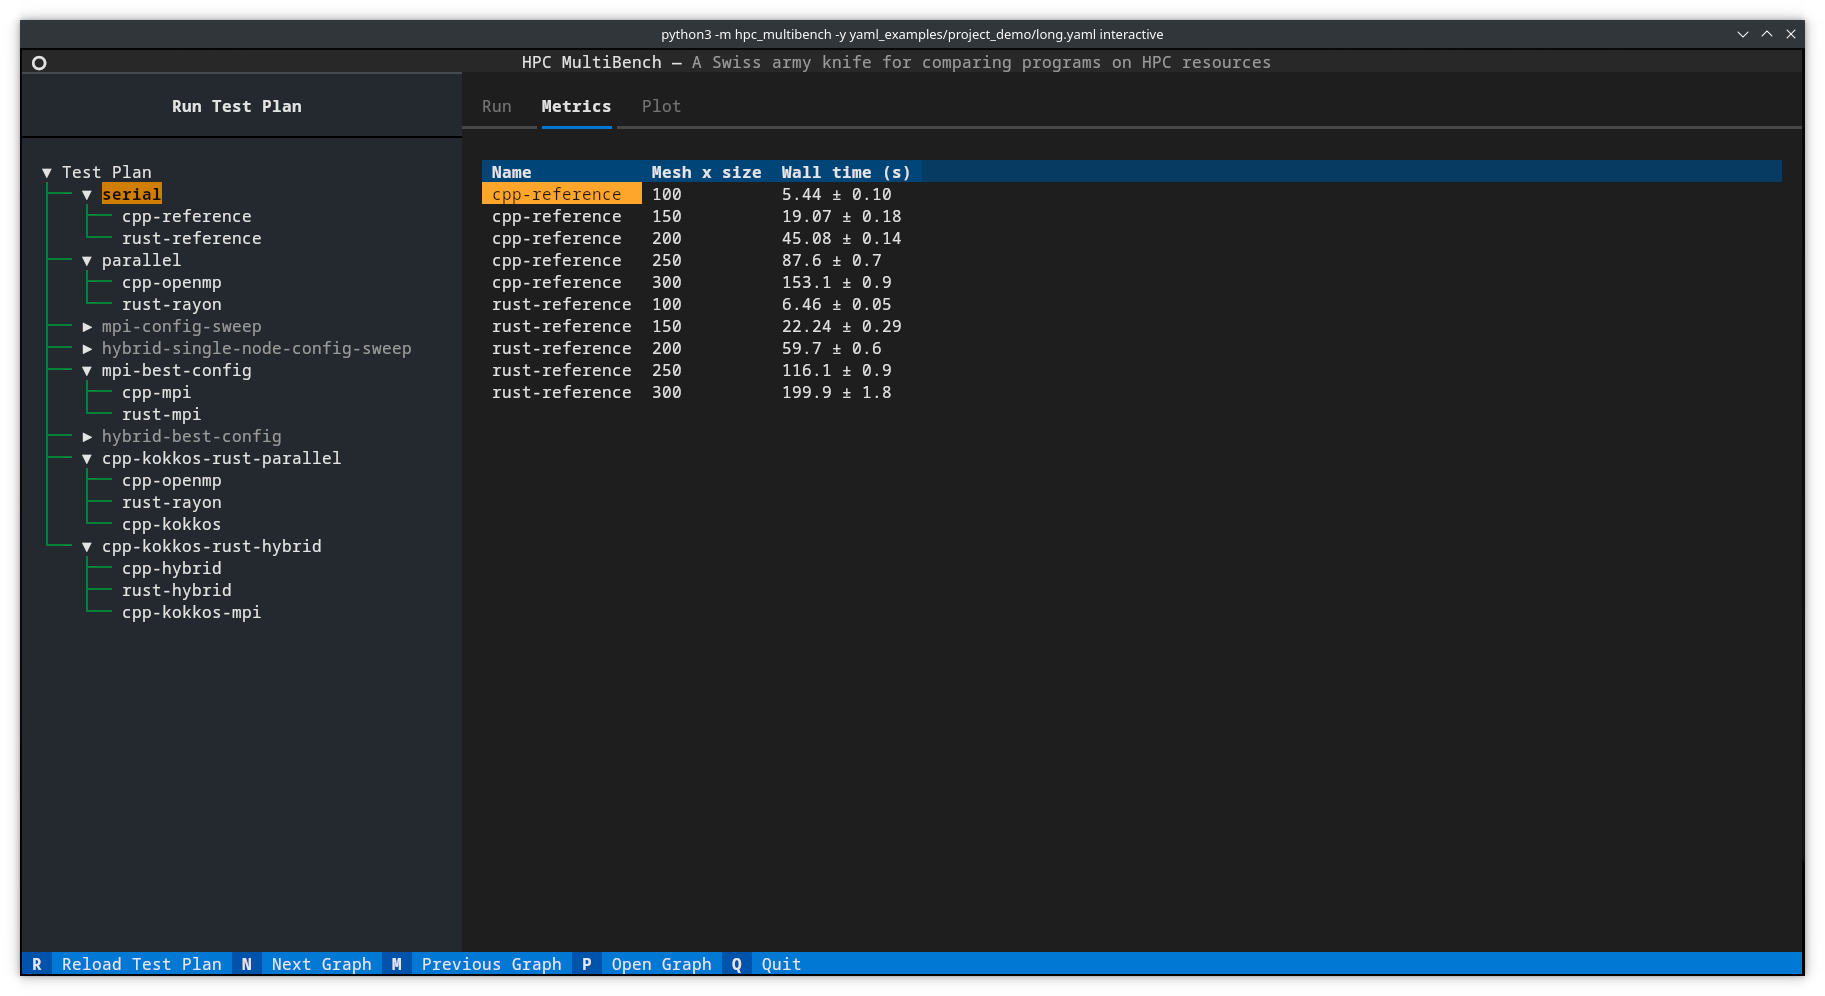 python3 -m hpc_multibench -y yaml_examples/project_demo/long.yaml interactive
HPC MultiBench — A Swiss army knife for comparing programs on HPC resources
Run Test Plan
▼ Test Plan
▼ serial
cpp-reference
rust-reference
▼ parallel
cpp-openmp
rust-rayon
▶ mpi-config-sweep
▶ hybrid-single-node-config-sweep
▼ mpi-best-config
cpp-mpi
rust-mpi
▶ hybrid-best-config
▼ cpp-kokkos-rust-parallel
cpp-openmp
rust-rayon
cpp-kokkos
▼ cpp-kokkos-rust-hybrid
cpp-hybrid
rust-hybrid
cpp-kokkos-mpi
Run Metrics Plot
Name Mesh x size Wall time (s)
cpp-reference 100 5.44 ± 0.10
cpp-reference 150 19.07 ± 0.18
cpp-reference 200 45.08 ± 0.14
cpp-reference 250 87.6 ± 0.7
cpp-reference 300 153.1 ± 0.9
rust-reference 100 6.46 ± 0.05
rust-reference 150 22.24 ± 0.29
rust-reference 200 59.7 ± 0.6
rust-reference 250 116.1 ± 0.9
rust-reference 300 199.9 ± 1.8
R Reload Test Plan N Next Graph M Previous Graph P Open Graph Q Quit